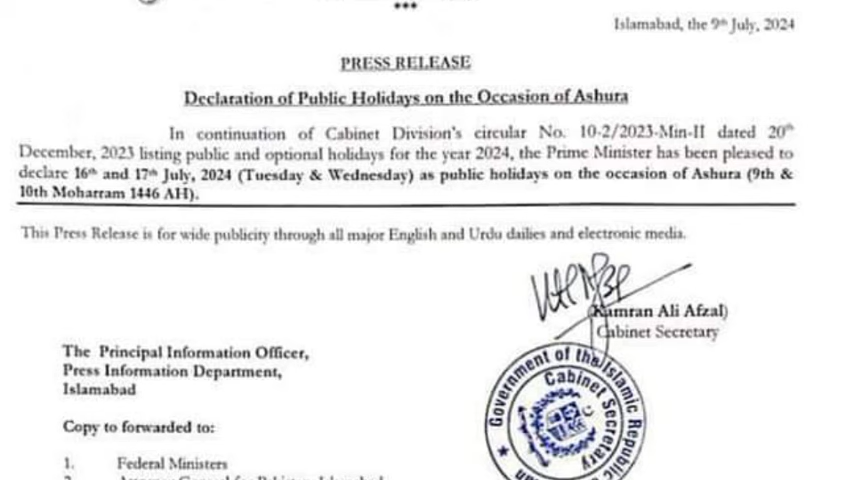 ***
Islamabad, the 9th July, 2024
PRESS RELEASE
Declaration of Public Holidays on the Occasion of Ashura
In continuation of Cabinet Division's circular No. 10-2/2023-Min-II dated 20th
December, 2023 listing public and optional holidays for the year 2024, the Prime Minister has been pleased to
declare 16th and 17th July, 2024 (Tuesday & Wednesday) as public holidays on the occasion of Ashura (9th &
10th Moharram 1446 AH).
This Press Release is for wide publicity through all major English and Urdu dailies and electronic media.
(Kamran Ali Afzal)
Cabinet Secretary
The Principal Information Officer,
Press Information Department,
Islamabad
Government of the Islamic Republic
Cabinet Secretary
Copy to forwarded to:
1. Federal Ministers